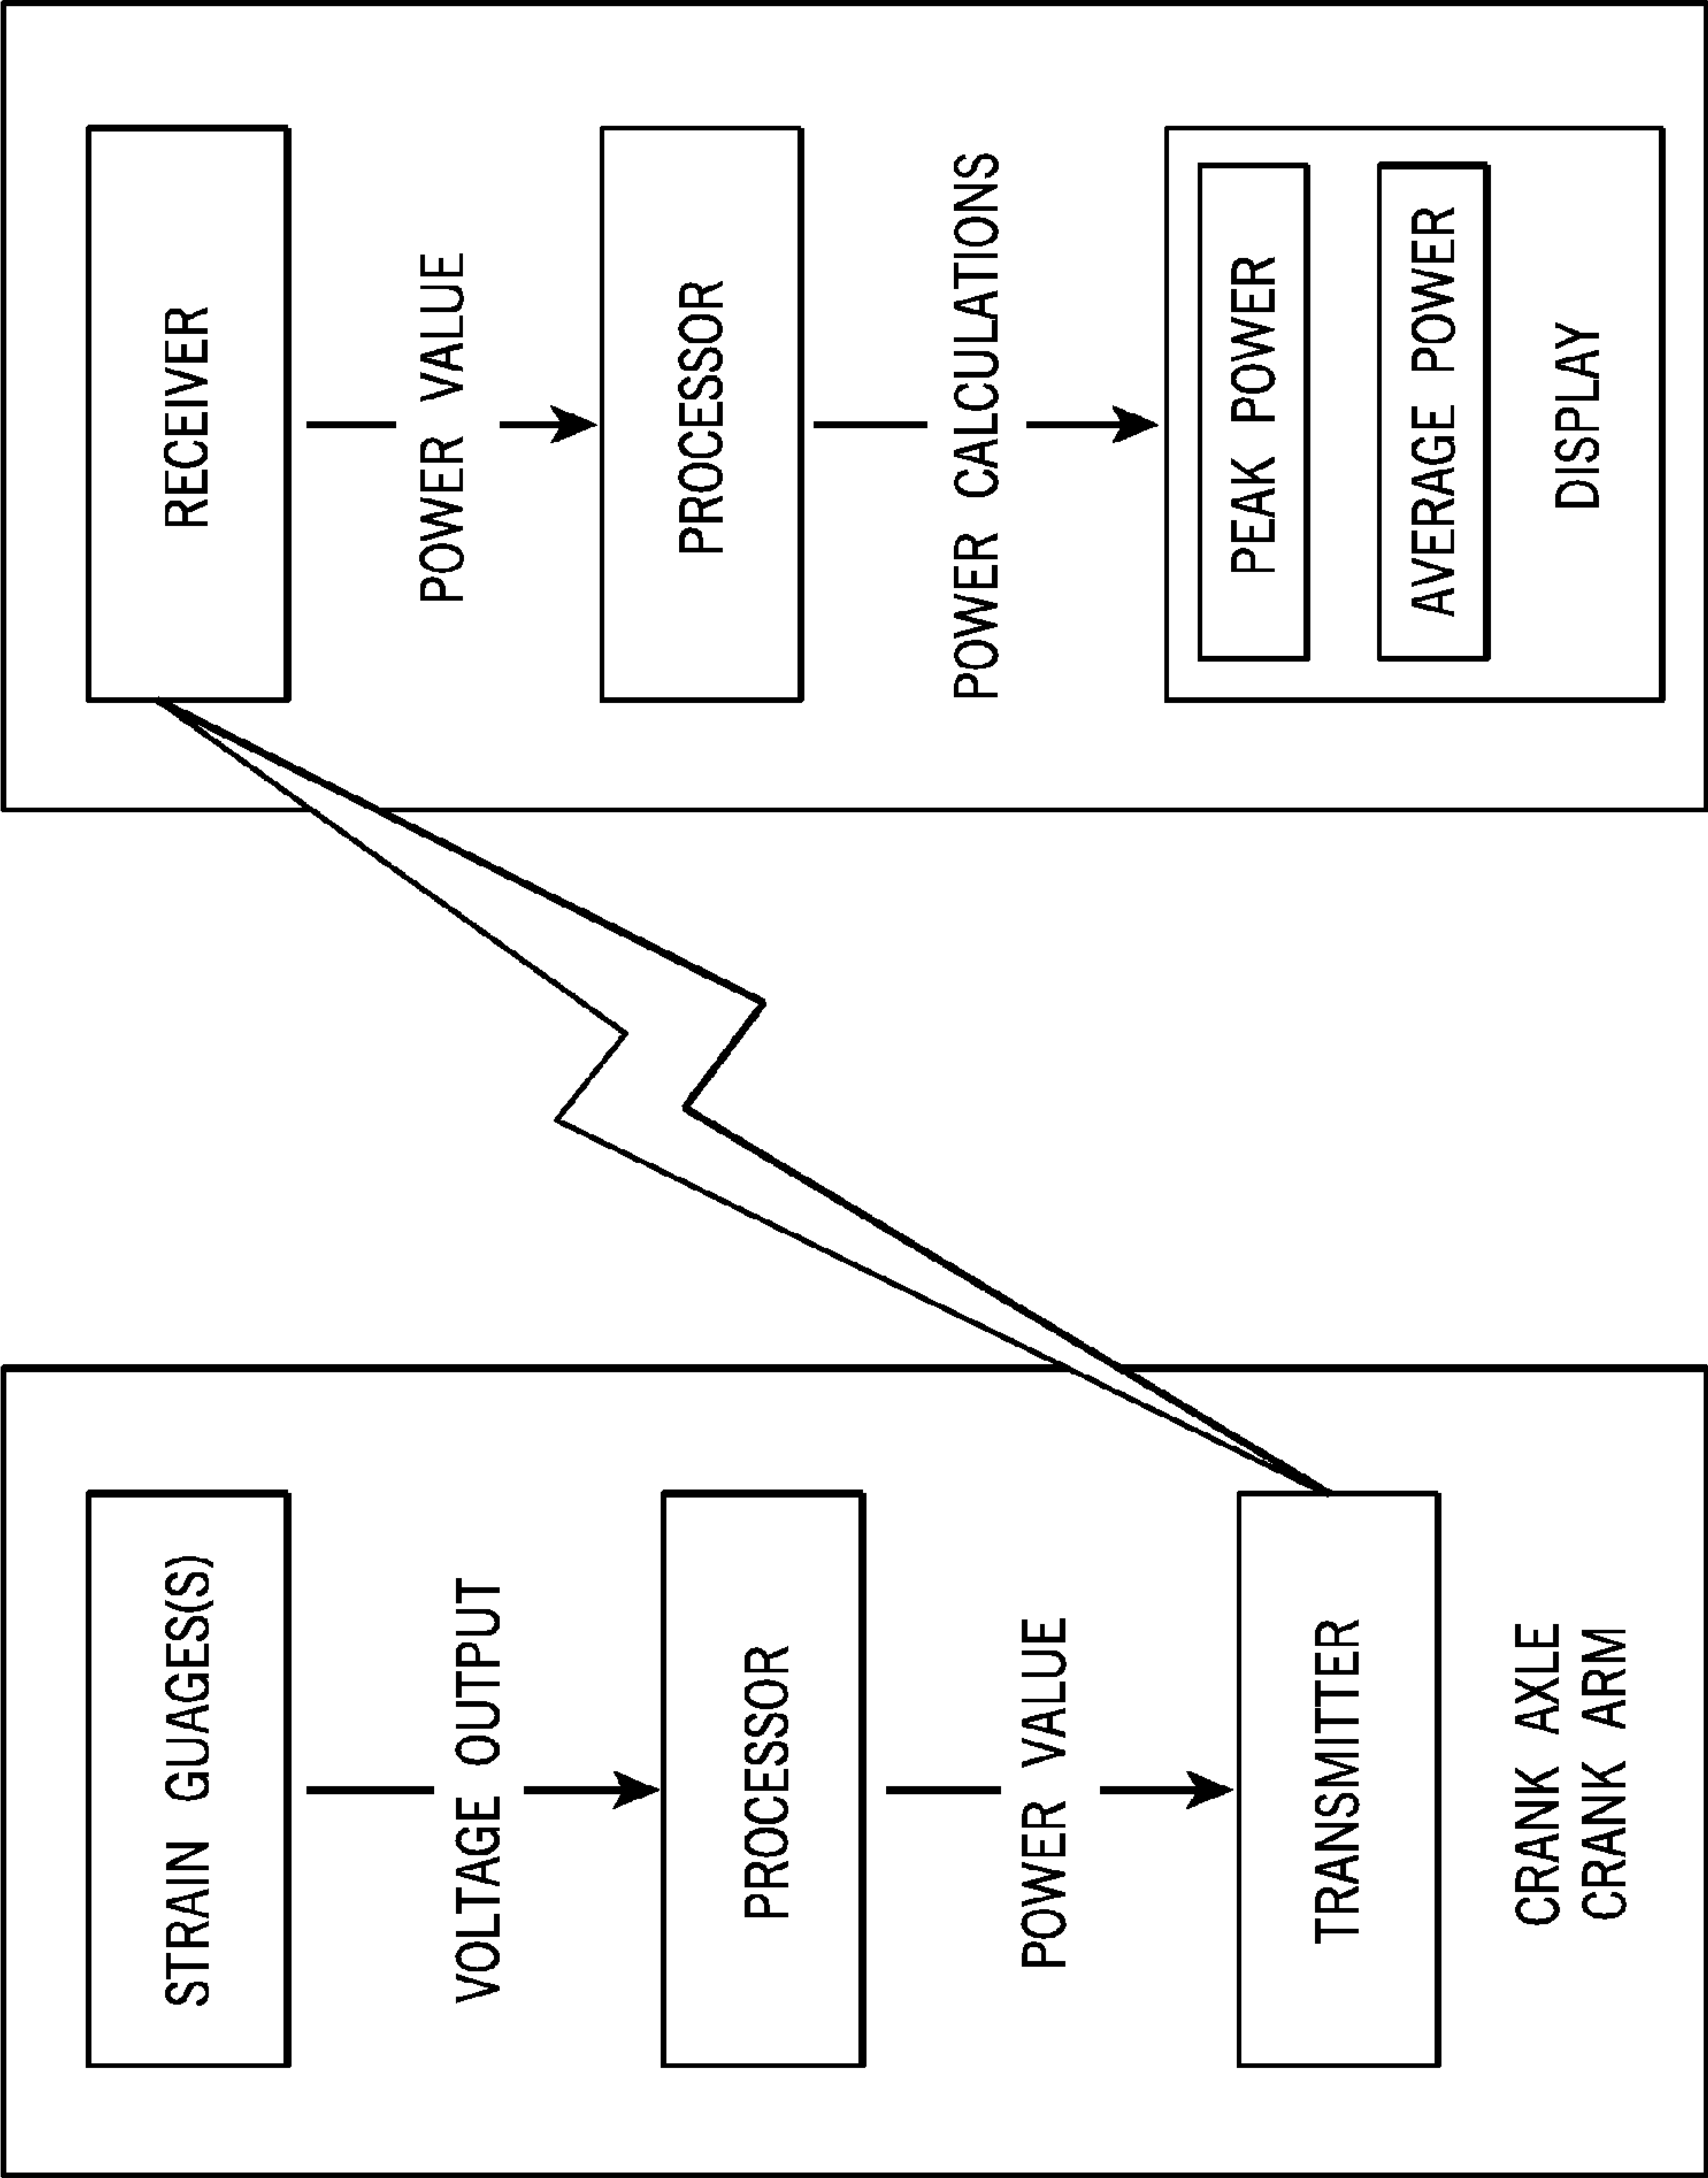 STRAIN GUAGES(S)
VOLTAGE OUTPUT
PROCESSOR
POWER VALUE
TRANSMITTER
CRANK AXLE
CRANK ARM
RECEIVER
POWER VALUE
PROCESSOR
POWER CALCULATIONS
PEAK POWER
AVERAGE POWER
DISPLAY